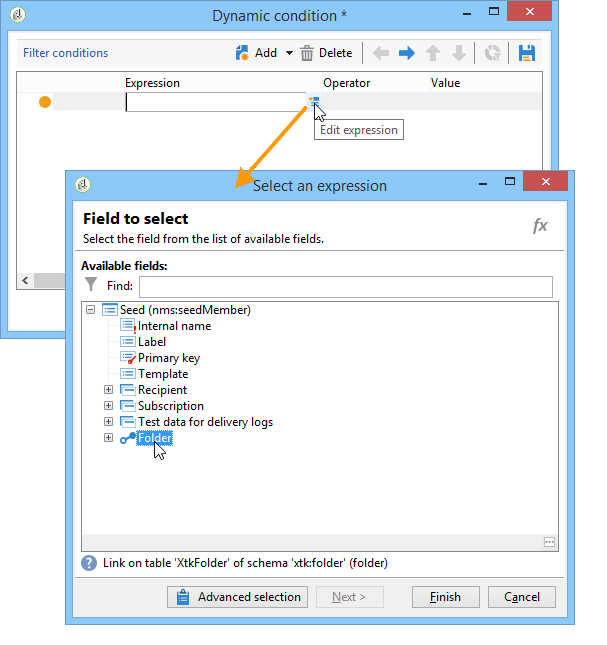 Dynamic condition *
Filter conditions Add Delete
Expression Operator Value
Edit expression
Select an expression
Field to select
Select the field from the list of available fields.
fx
Available fields:
Find:
Seed (nms:seedMember)
Internal name
Label
Primary key
Template
Recipient
Subscription
Test data for delivery logs
Folder
Link on table 'XtkFolder' of schema 'xtk:folder' (folder)
Advanced selection Next > Finish Cancel